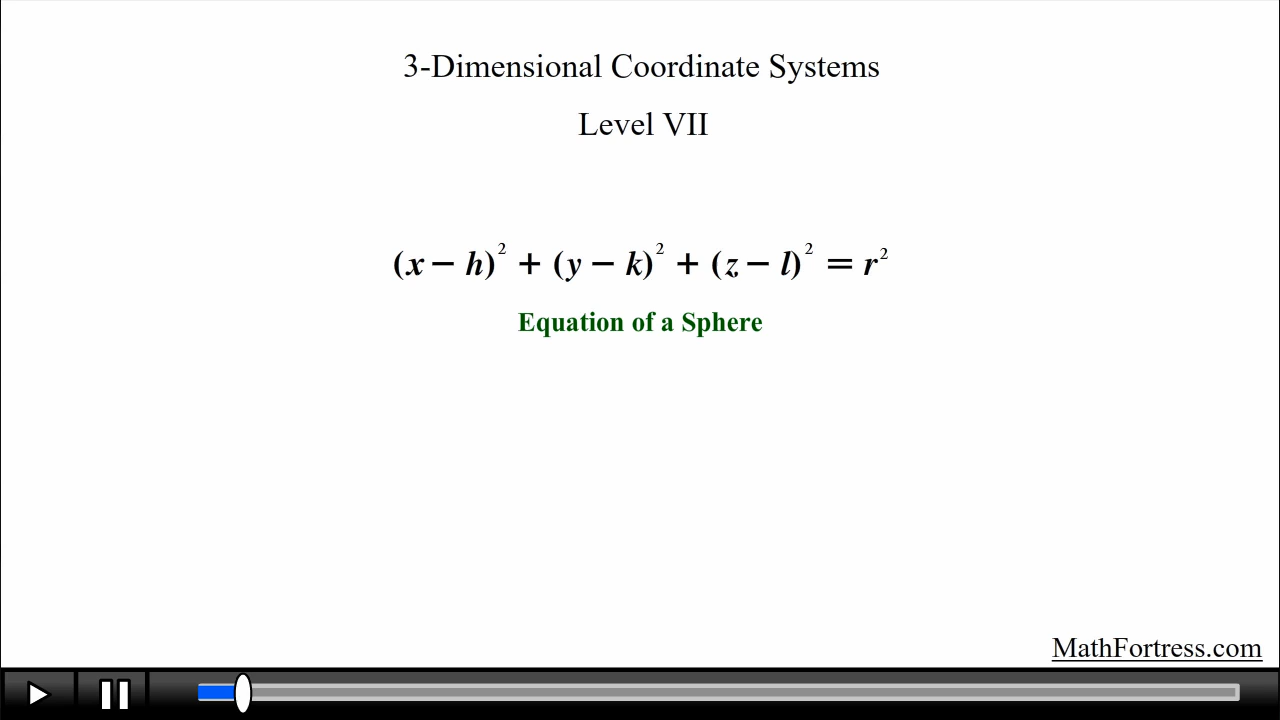 3-Dimensional Coordinate Systems
Level VII
(x − h)² + (y − k)² + (z − l)² = r²
Equation of a Sphere
MathFortress.com